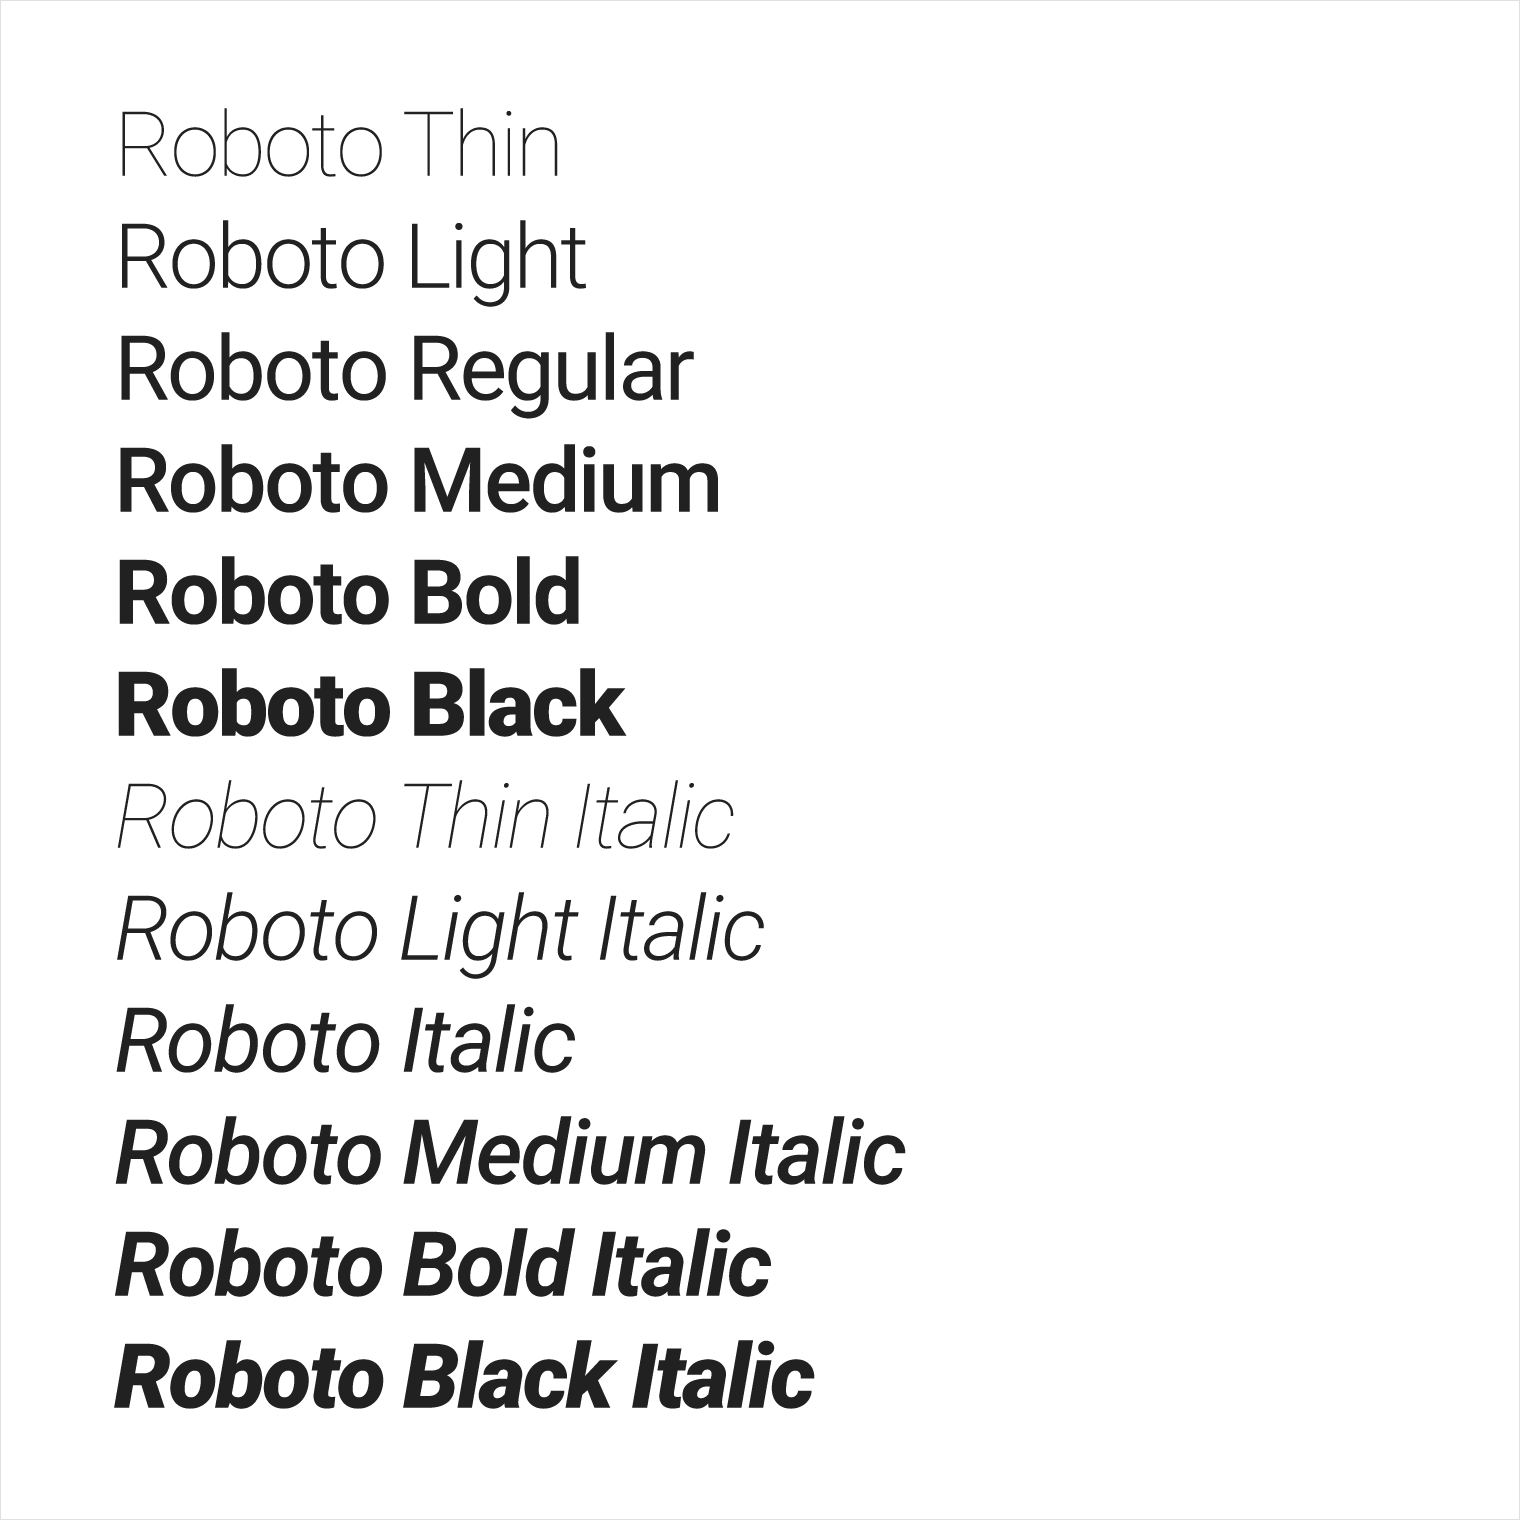 Roboto Thin
Roboto Light
Roboto Regular
Roboto Medium
Roboto Bold
Roboto Black
Roboto Thin Italic
Roboto Light Italic
Roboto Italic
Roboto Medium Italic
Roboto Bold Italic
Roboto Black Italic